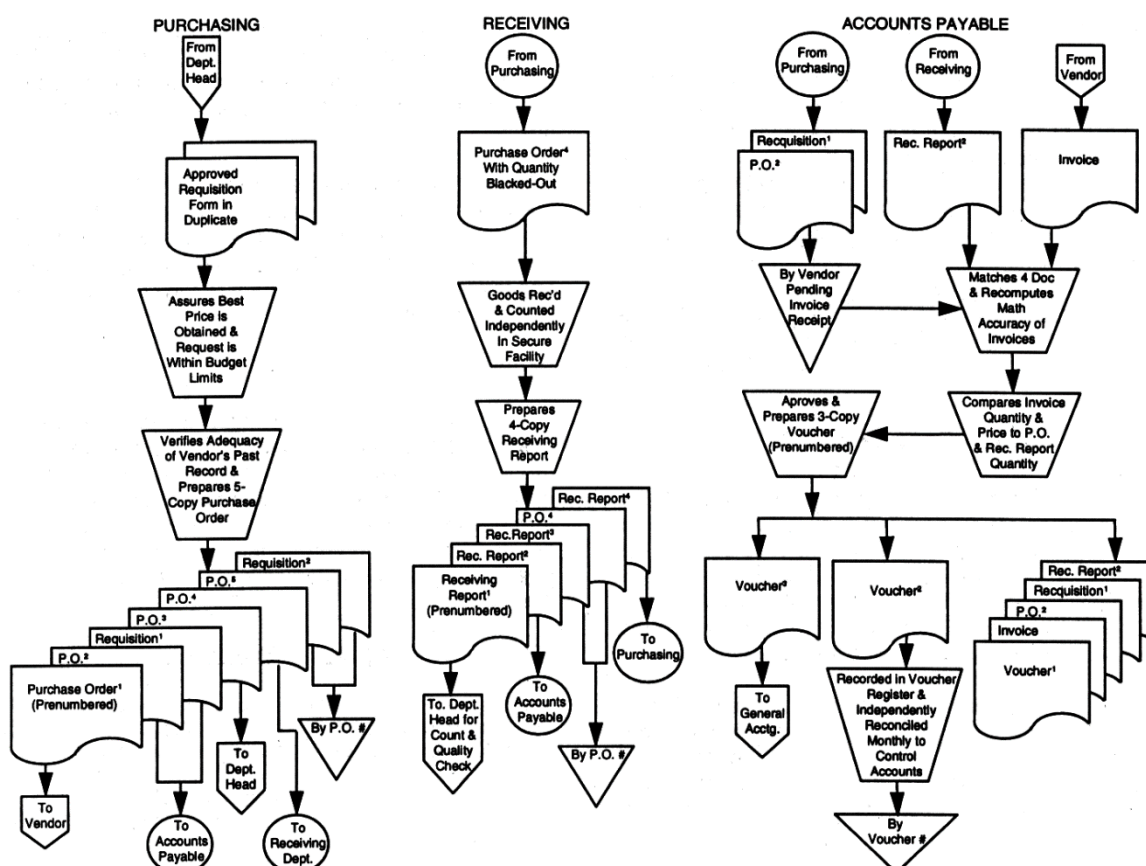 PURCHASING
From
Dept.
Head
Approved
Requisition
Form in
Duplicate
Assures Best
Price is
Obtained &
Request is
Within Budget
Limits
Verifies Adequacy
of Vendor's Past
Record &
Prepares 5-
Copy Purchase
Order
Requisition²
P.O.⁵
P.O.⁴
P.O.³
Requisition¹
P.O.²
Purchase Order¹
(Prenumbered)
By P.O. #
To
Dept.
Head
To
Vendor
To
Accounts
Payable
To
Receiving
Dept.
RECEIVING
From
Purchasing
Purchase Order⁴
With Quantity
Blacked-Out
Goods Rec'd
& Counted
Independently
In Secure
Facility
Prepares
4-Copy
Receiving
Report
Rec. Report⁴
P.O.⁴
Rec.Report³
Rec. Report²
Receiving
Report¹
(Prenumbered)
To
Purchasing
To. Dept.
Head for
Count &
Quality
Check
To
Accounts
Payable
By P.O. #
ACCOUNTS PAYABLE
From
Purchasing
From
Receiving
From
Vendor
Recquisition¹
P.O.²
Rec. Report²
Invoice
By Vendor
Pending
Invoice
Receipt
Matches 4 Doc
& Recomputes
Math
Accuracy of
Invoices
Aproves &
Prepares 3-Copy
Voucher
(Prenumbered)
Compares Invoice
Quantity &
Price to P.O.
& Rec. Report
Quantity
Voucher³
Voucher²
Rec. Report²
Recquisition¹
P.O.²
Invoice
Voucher¹
To
General
Acctg.
Recorded in Voucher
Register &
Independently
Reconciled
Monthly to
Control
Accounts
By
Voucher #